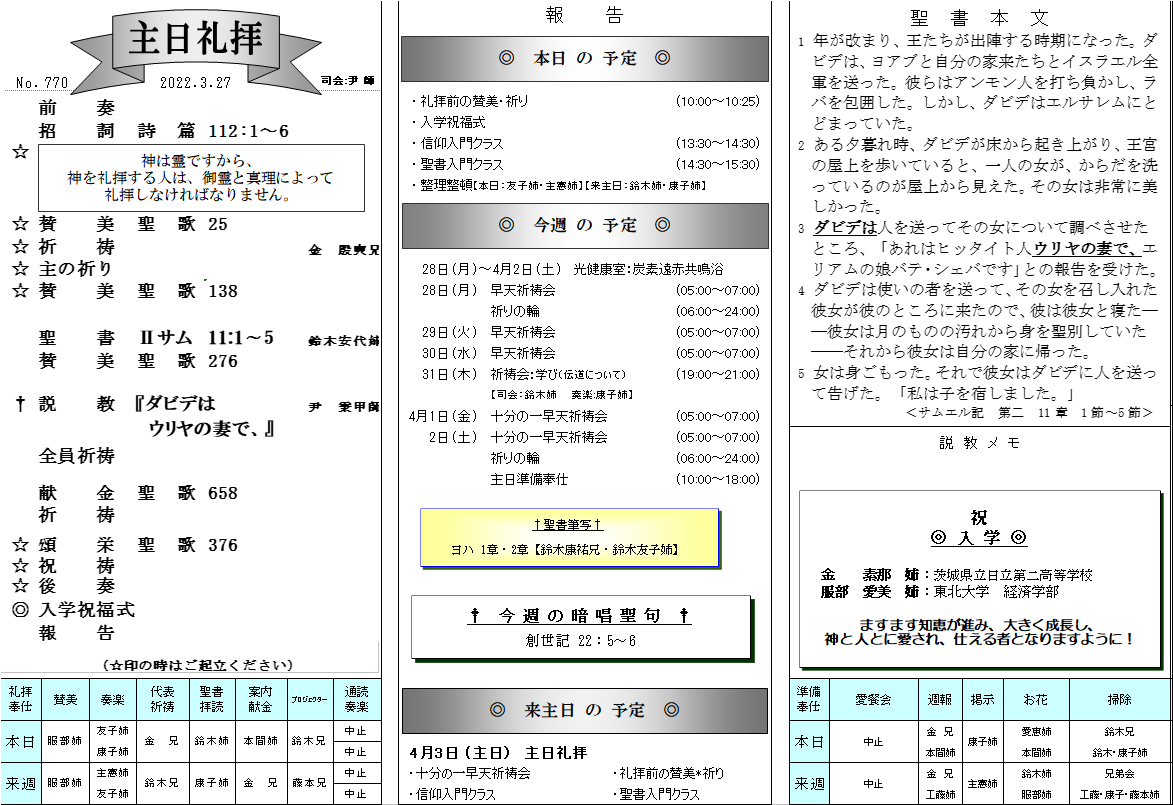 主日礼拝
No. 770　2022.3.27　司会:尹 師
前　奏
招　詞　詩　篇　112:1～6
☆
神は霊ですから、
神を礼拝する人は、御霊と真理によって
礼拝しなければなりません。
☆ 賛　美　聖　歌　25
☆ 祈　祷　金　殷爽兄
☆ 主の祈り
☆ 賛　美　聖　歌　138
聖　書　Ⅱサム　11:1～5　鈴木安代姉
賛　美　聖　歌　276
† 説　教　『ダビデは　尹　秉甲師
ウリヤの妻で、』
全員祈祷
献　金　聖　歌　658
祈　祷
☆ 頌　栄　聖　歌　376
☆ 祝　祷
☆ 後　奏
◎ 入学祝福式
報　告
(☆印の時はご起立ください)
礼拝奉仕　賛美　奏楽　代表祈祷　聖書拝読　案内献金　プロジェクター　通読奏楽
本日　服部姉　友子姉　康子姉　金　兄　鈴木姉　本間姉　鈴木兄　中止　中止
来週　服部姉　主憲姉　友子姉　鈴木兄　康子姉　金　兄　藤本兄　中止　中止
報　告
◎　本日 の 予定　◎
・礼拝前の賛美・祈り　(10:00～10:25)
・入学祝福式
・信仰入門クラス　(13:30～14:30)
・聖書入門クラス　(14:30～15:30)
・整理整頓【本日：友子姉・主憲姉】【来主日：鈴木姉・康子姉】
◎　今週 の 予定　◎
28日(月)～4月2日(土)　光健康室:炭素遠赤共鳴浴
28日(月)　早天祈祷会　(05:00～07:00)
祈りの輪　(06:00～24:00)
29日(火)　早天祈祷会　(05:00～07:00)
30日(水)　早天祈祷会　(05:00～07:00)
31日(木)　祈祷会:学び(伝道について)　(19:00～21:00)
【司会：鈴木姉　奏楽:康子姉】
4月1日(金)　十分の一早天祈祷会　(05:00～07:00)
2日(土)　十分の一早天祈祷会　(05:00～07:00)
祈りの輪　(06:00～24:00)
主日準備奉仕　(10:00～18:00)
†聖書筆写†
ヨハ 1章・2章【鈴木康祐兄・鈴木友子姉】
†　今 週 の 暗 唱 聖 句　†
創世記 22：5～6
◎　来主日 の 予定　◎
4月3日(主日)　主日礼拝
・十分の一早天祈祷会　・礼拝前の賛美*祈り
・信仰入門クラス　・聖書入門クラス
聖 書 本 文
1 年が改まり、王たちが出陣する時期になった。ダ
ビデは、ヨアブと自分の家来たちとイスラエル全
軍を送った。彼らはアンモン人を打ち負かし、ラ
バを包囲した。しかし、ダビデはエルサレムにと
どまっていた。
2 ある夕暮れ時、ダビデが床から起き上がり、王宮
の屋上を歩いていると、一人の女が、からだを洗
っているのが屋上から見えた。その女は非常に美
しかった。
3 ダビデは人を送ってその女について調べさせた
ところ、「あれはヒッタイト人ウリヤの妻で、エ
リアムの娘バテ・シェバです」との報告を受けた。
4 ダビデは使いの者を送って、その女を召し入れた
彼女が彼のところに来たので、彼は彼女と寝た―
―彼女は月のものの汚れから身を聖別していた
――それから彼女は自分の家に帰った。
5 女は身ごもった。それで彼女はダビデに人を送っ
て告げた。「私は子を宿しました。」
＜サムエル記　第二　11 章　1 節～5 節＞
説 教 メ モ
祝
◎ 入 学 ◎
金　素那　姉：茨城県立日立第二高等学校
服部　愛美　姉：東北大学　経済学部
ますます知恵が進み、大きく成長し、
神と人とに愛され、仕える者となりますように！
準備奉仕　愛餐会　週報　掲示　お花　掃除
本日　中止　金　兄　本間姉　康子姉　愛恵姉　本間姉　鈴木兄　鈴木・康子姉
来週　中止　金　兄　工藤姉　主憲姉　鈴木姉　服部姉　兄弟会　工藤・康子・藤本姉